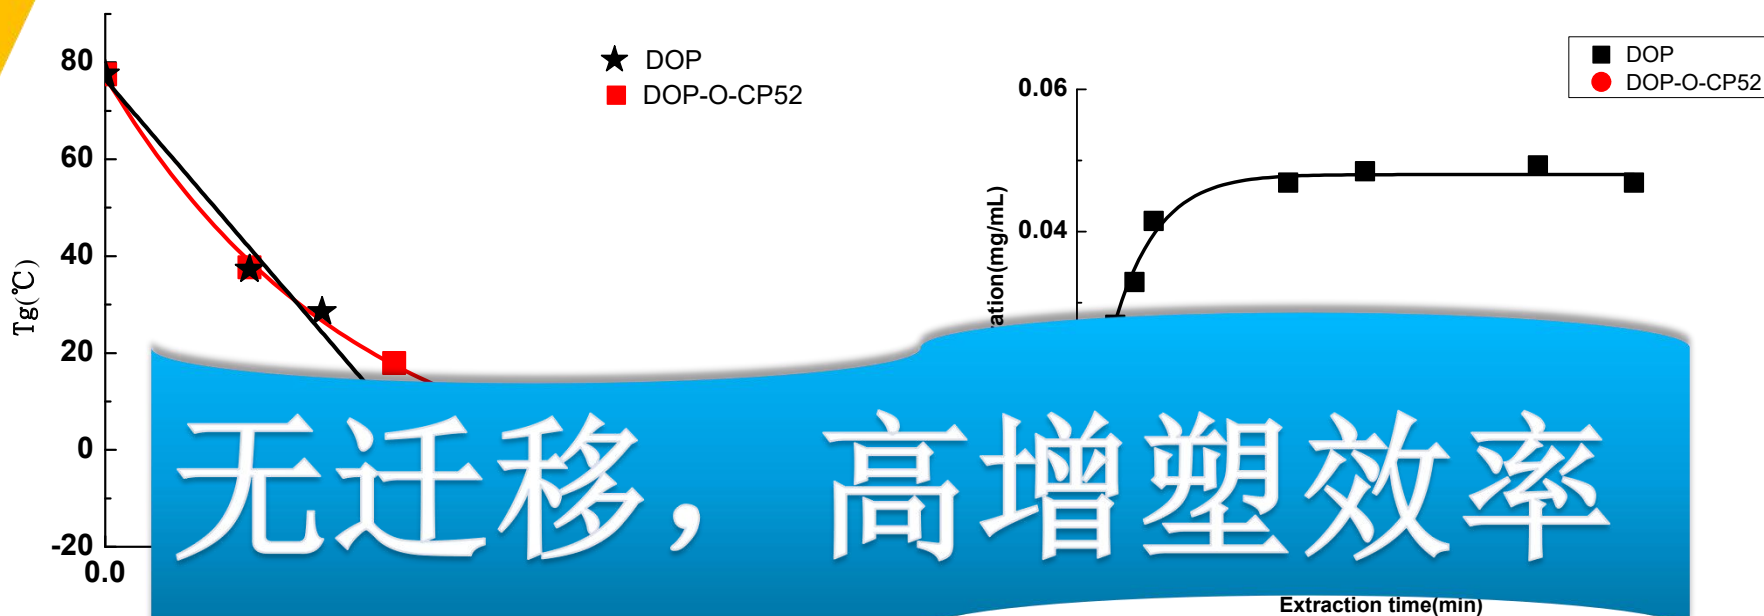 80
60
40
20
0
-20
0.0
Tg(℃)
DOP
DOP-O-CP52
0.06
0.04
ation(mg/mL)
DOP
DOP-O-CP52
Extraction time(min)
无迁移，高增塑效率